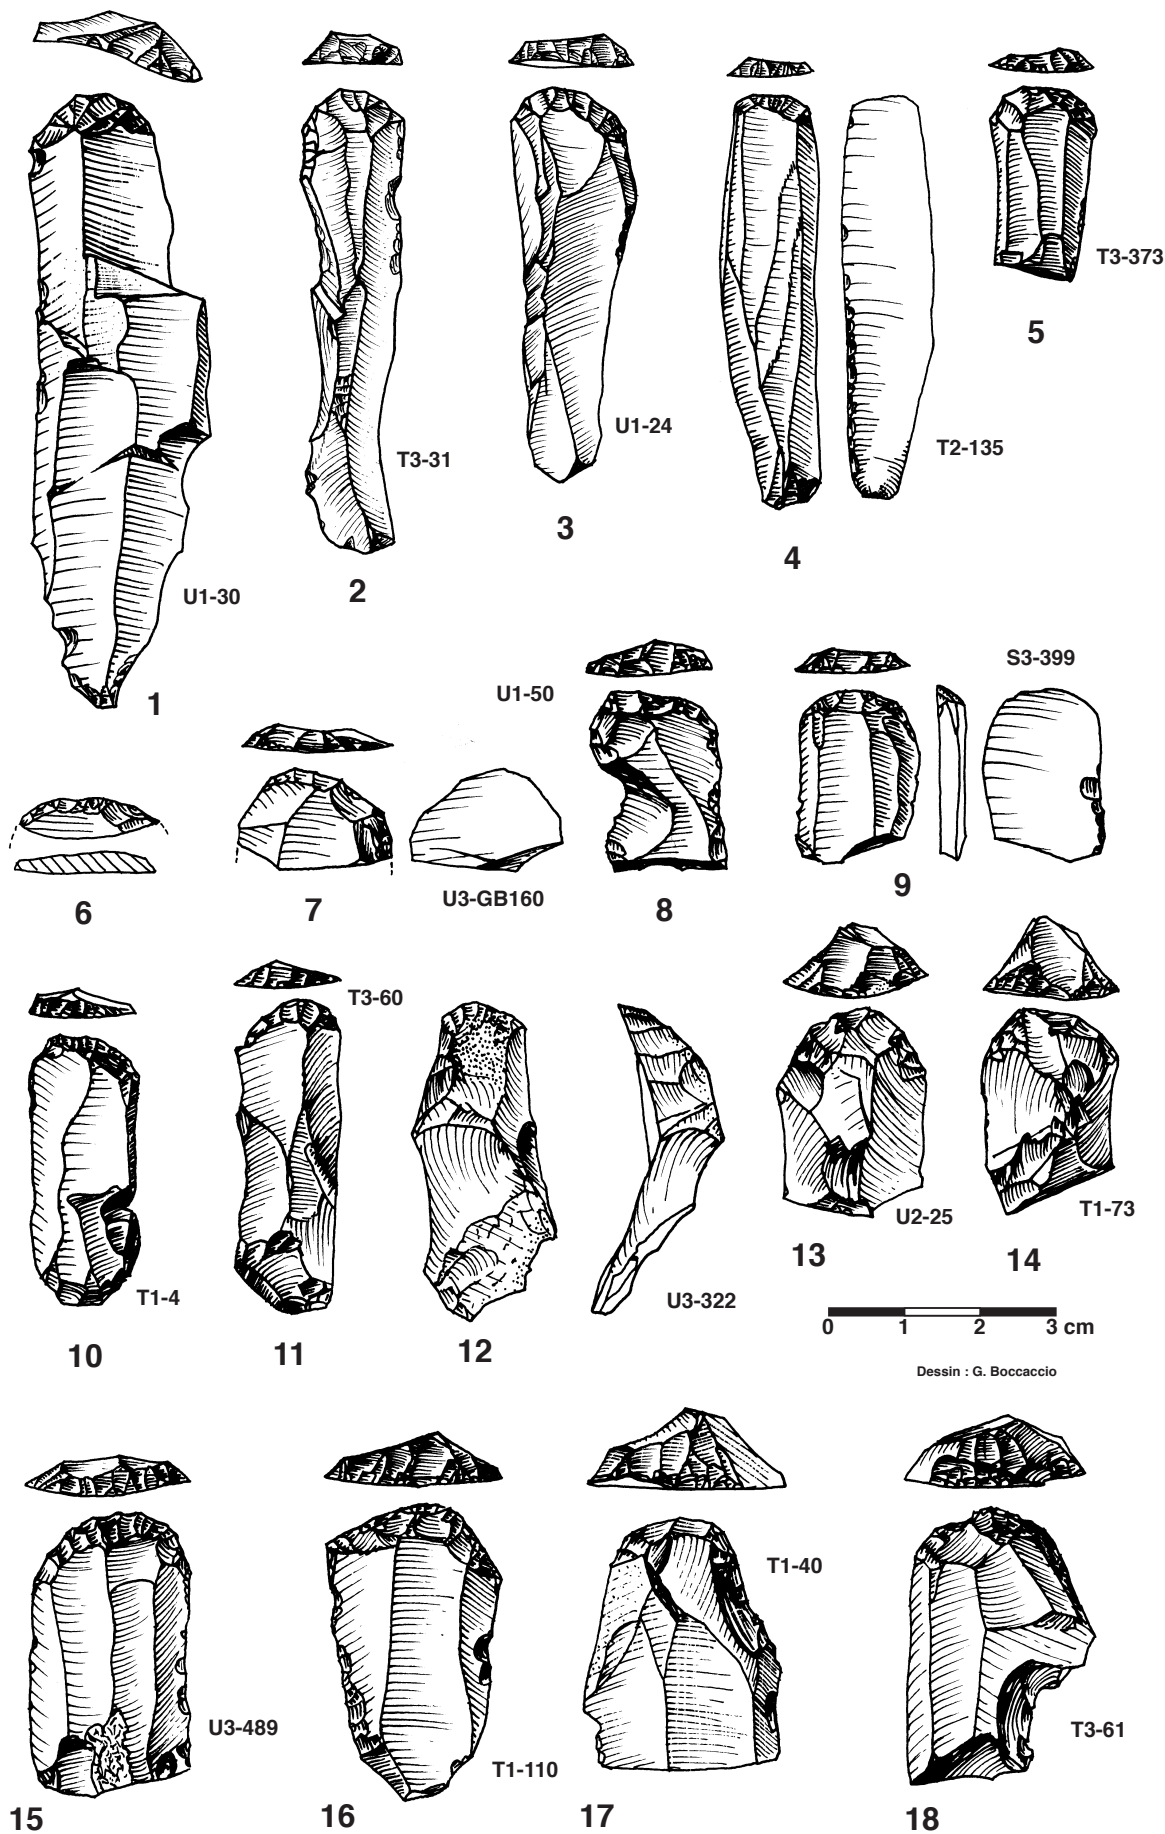 T3-373
5
U1-24
T3-31
T2-135
3
4
2
U1-30
1
S3-399
U1-50
U3-GB160
6
7
8
9
T3-60
U2-25
T1-73
T1-4
U3-322
13
14
10
11
12
0 1 2 3 cm
Dessin : G. Boccaccio
T1-40
U3-489
T1-110
T3-61
15
16
17
18